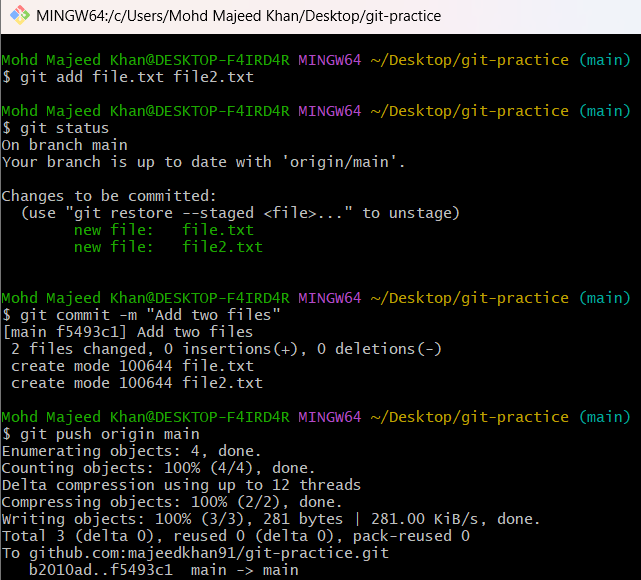 MINGW64:/c/Users/Mohd Majeed Khan/Desktop/git-practice
Mohd Majeed Khan@DESKTOP-F4IRD4R MINGW64 ~/Desktop/git-practice (main)
$ git add file.txt file2.txt
Mohd Majeed Khan@DESKTOP-F4IRD4R MINGW64 ~/Desktop/git-practice (main)
$ git status
On branch main
Your branch is up to date with 'origin/main'.
Changes to be committed:
  (use "git restore --staged <file>..." to unstage)
        new file:   file.txt
        new file:   file2.txt
Mohd Majeed Khan@DESKTOP-F4IRD4R MINGW64 ~/Desktop/git-practice (main)
$ git commit -m "Add two files"
[main f5493c1] Add two files
 2 files changed, 0 insertions(+), 0 deletions(-)
 create mode 100644 file.txt
 create mode 100644 file2.txt
Mohd Majeed Khan@DESKTOP-F4IRD4R MINGW64 ~/Desktop/git-practice (main)
$ git push origin main
Enumerating objects: 4, done.
Counting objects: 100% (4/4), done.
Delta compression using up to 12 threads
Compressing objects: 100% (2/2), done.
Writing objects: 100% (3/3), 281 bytes | 281.00 KiB/s, done.
Total 3 (delta 0), reused 0 (delta 0), pack-reused 0
To github.com:majeedkhan91/git-practice.git
   b2010ad..f5493c1  main -> main